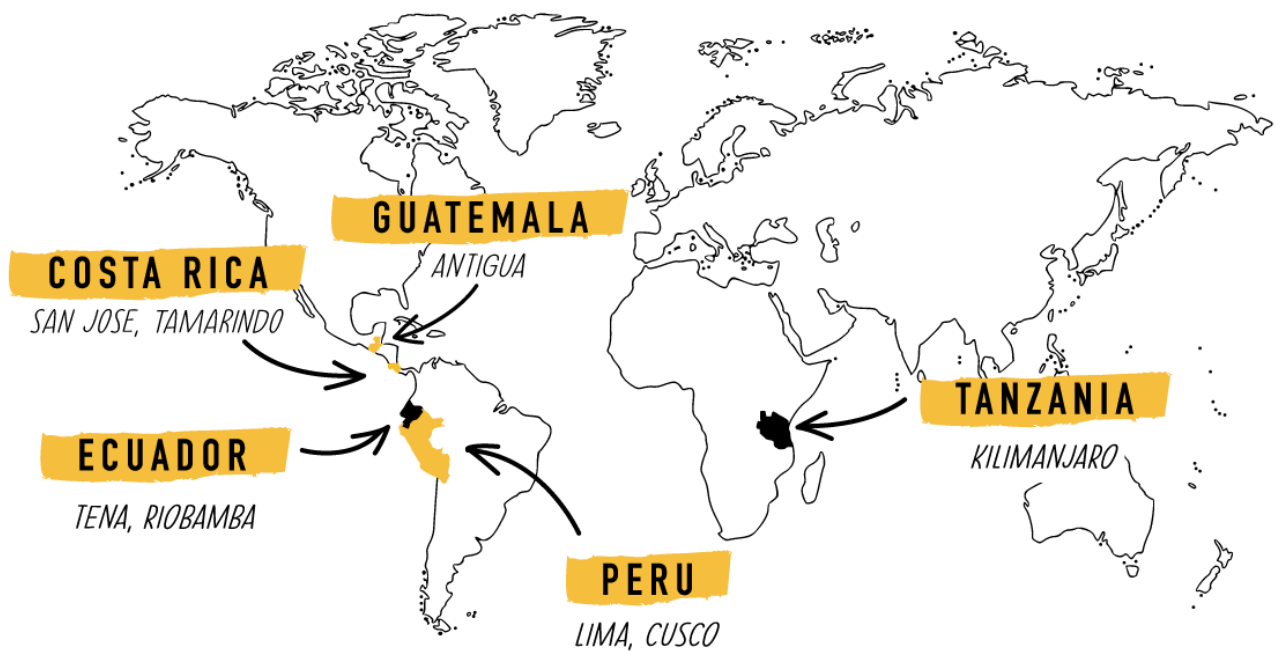 GUATEMALA
ANTIGUA
COSTA RICA
SAN JOSE, TAMARINDO
TANZANIA
KILIMANJARO
ECUADOR
TENA, RIOBAMBA
PERU
LIMA, CUSCO